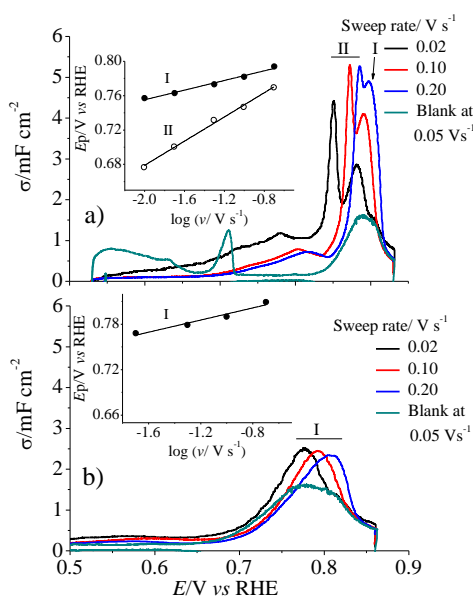 Sweep rate/ V s⁻¹
II I
0.02
0.10
0.20
Blank at
0.05 Vs⁻¹
6
5
4
3
2
1
0
σ/mF cm⁻²
a)
0.80
0.76
0.72
0.68
Ep/V vs RHE
I
II
-2.0 -1.6 -1.2 -0.8
log (v/ V s⁻¹)
Sweep rate/ V s⁻¹
0.02
0.10
0.20
Blank at
0.05 Vs⁻¹
6
5
4
3
2
1
0
σ/mF cm⁻²
b)
I
0.78
0.72
0.66
Ep/V vs RHE
I
-1.6 -1.2 -0.8
log (v/ V s⁻¹)
0.5 0.6 0.7 0.8 0.9
E/V vs RHE